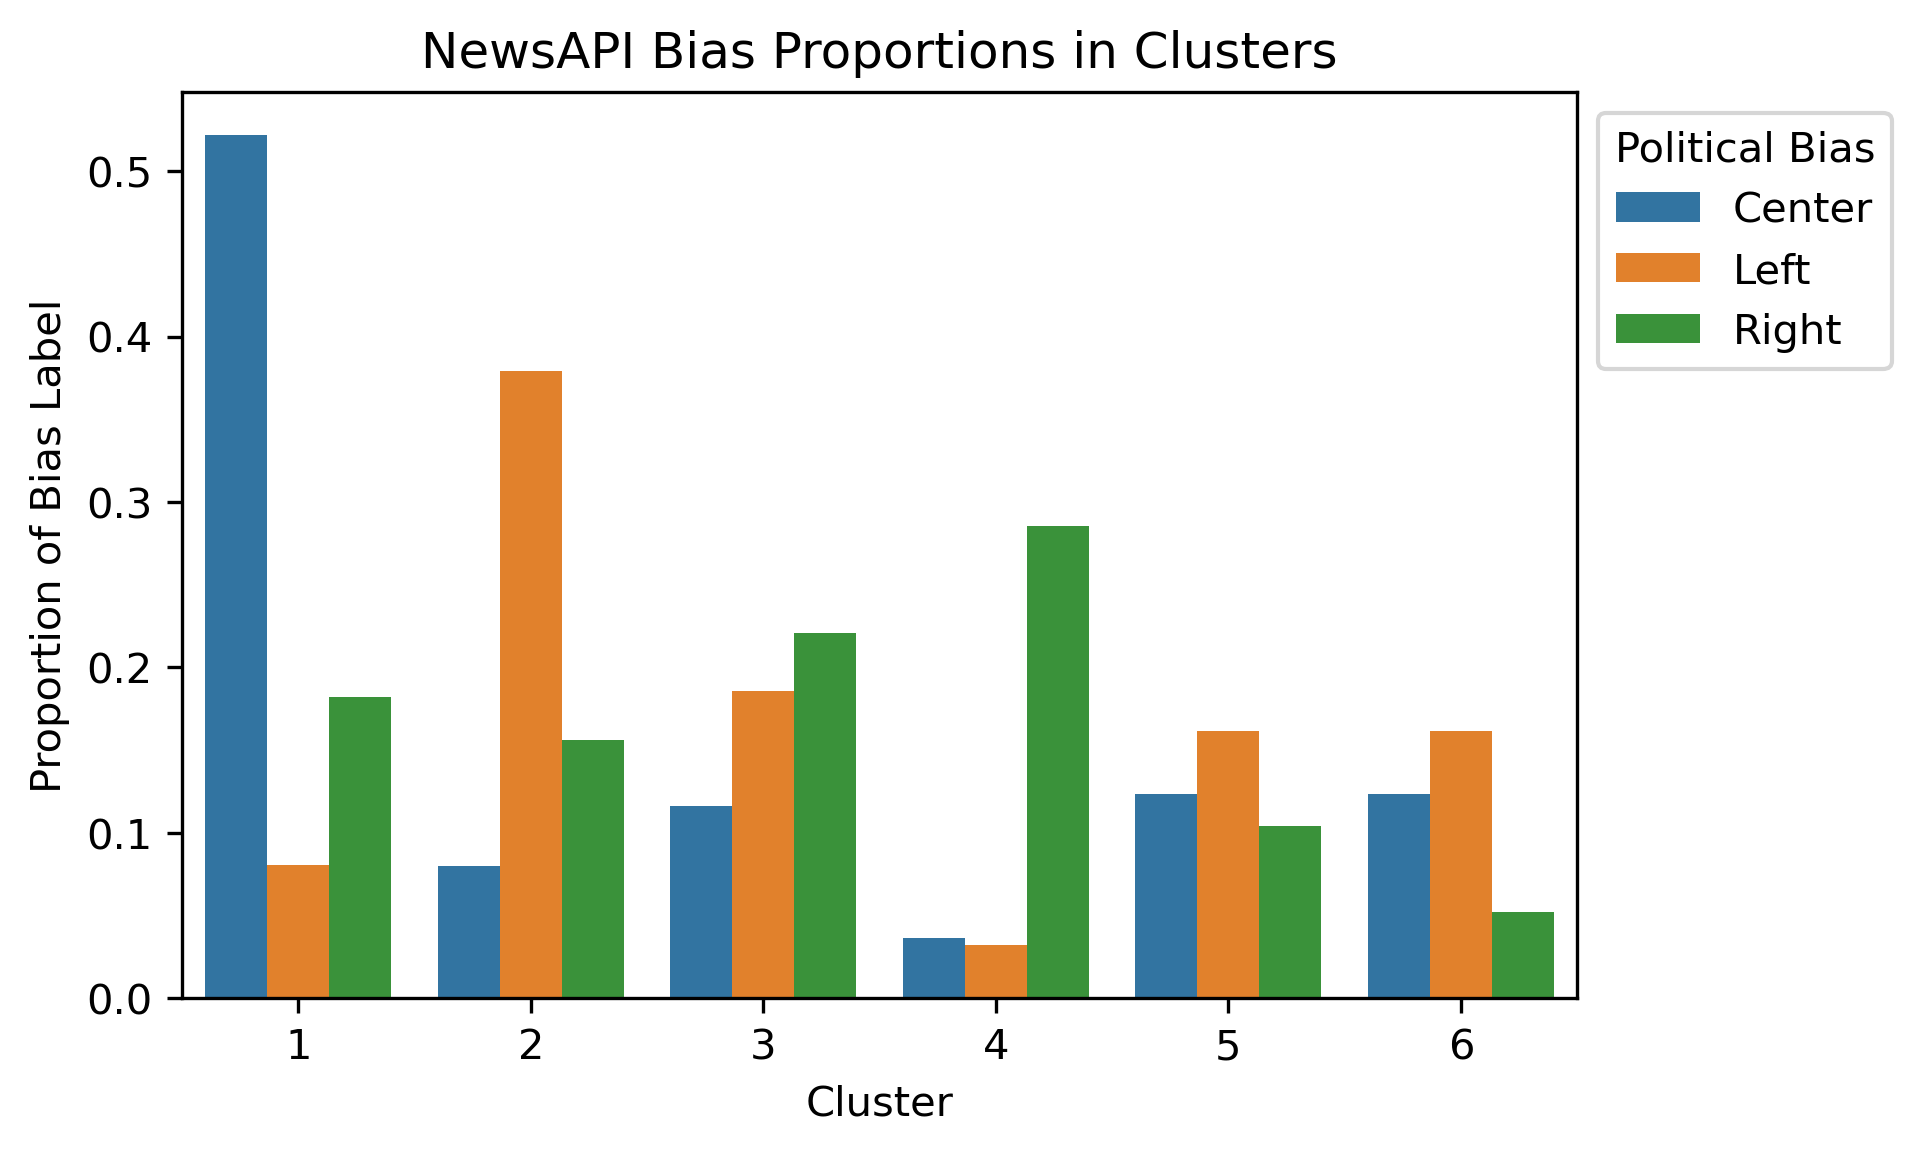 NewsAPI Bias Proportions in Clusters
Proportion of Bias Label
0.5
0.4
0.3
0.2
0.1
0.0
1 2 3 4 5 6
Cluster
Political Bias
Center
Left
Right